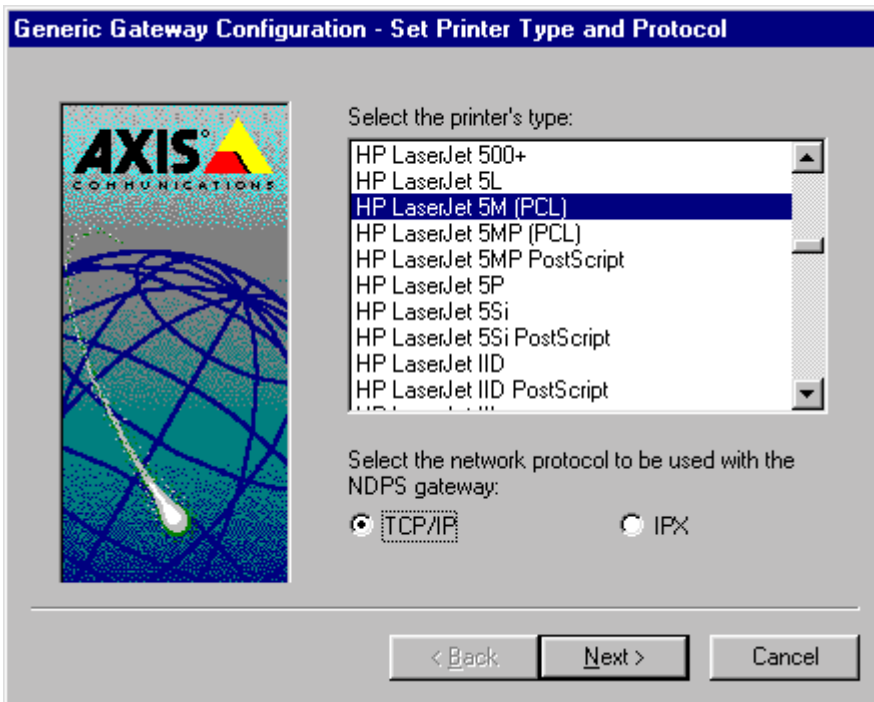 Generic Gateway Configuration - Set Printer Type and Protocol
AXIS
COMMUNICATIONS
Select the printer's type:
HP LaserJet 500+
HP LaserJet 5L
HP LaserJet 5M (PCL)
HP LaserJet 5MP (PCL)
HP LaserJet 5MP PostScript
HP LaserJet 5P
HP LaserJet 5Si
HP LaserJet 5Si PostScript
HP LaserJet IID
HP LaserJet IID PostScript
Select the network protocol to be used with the
NDPS gateway:
TCP/IP IPX
< Back Next > Cancel